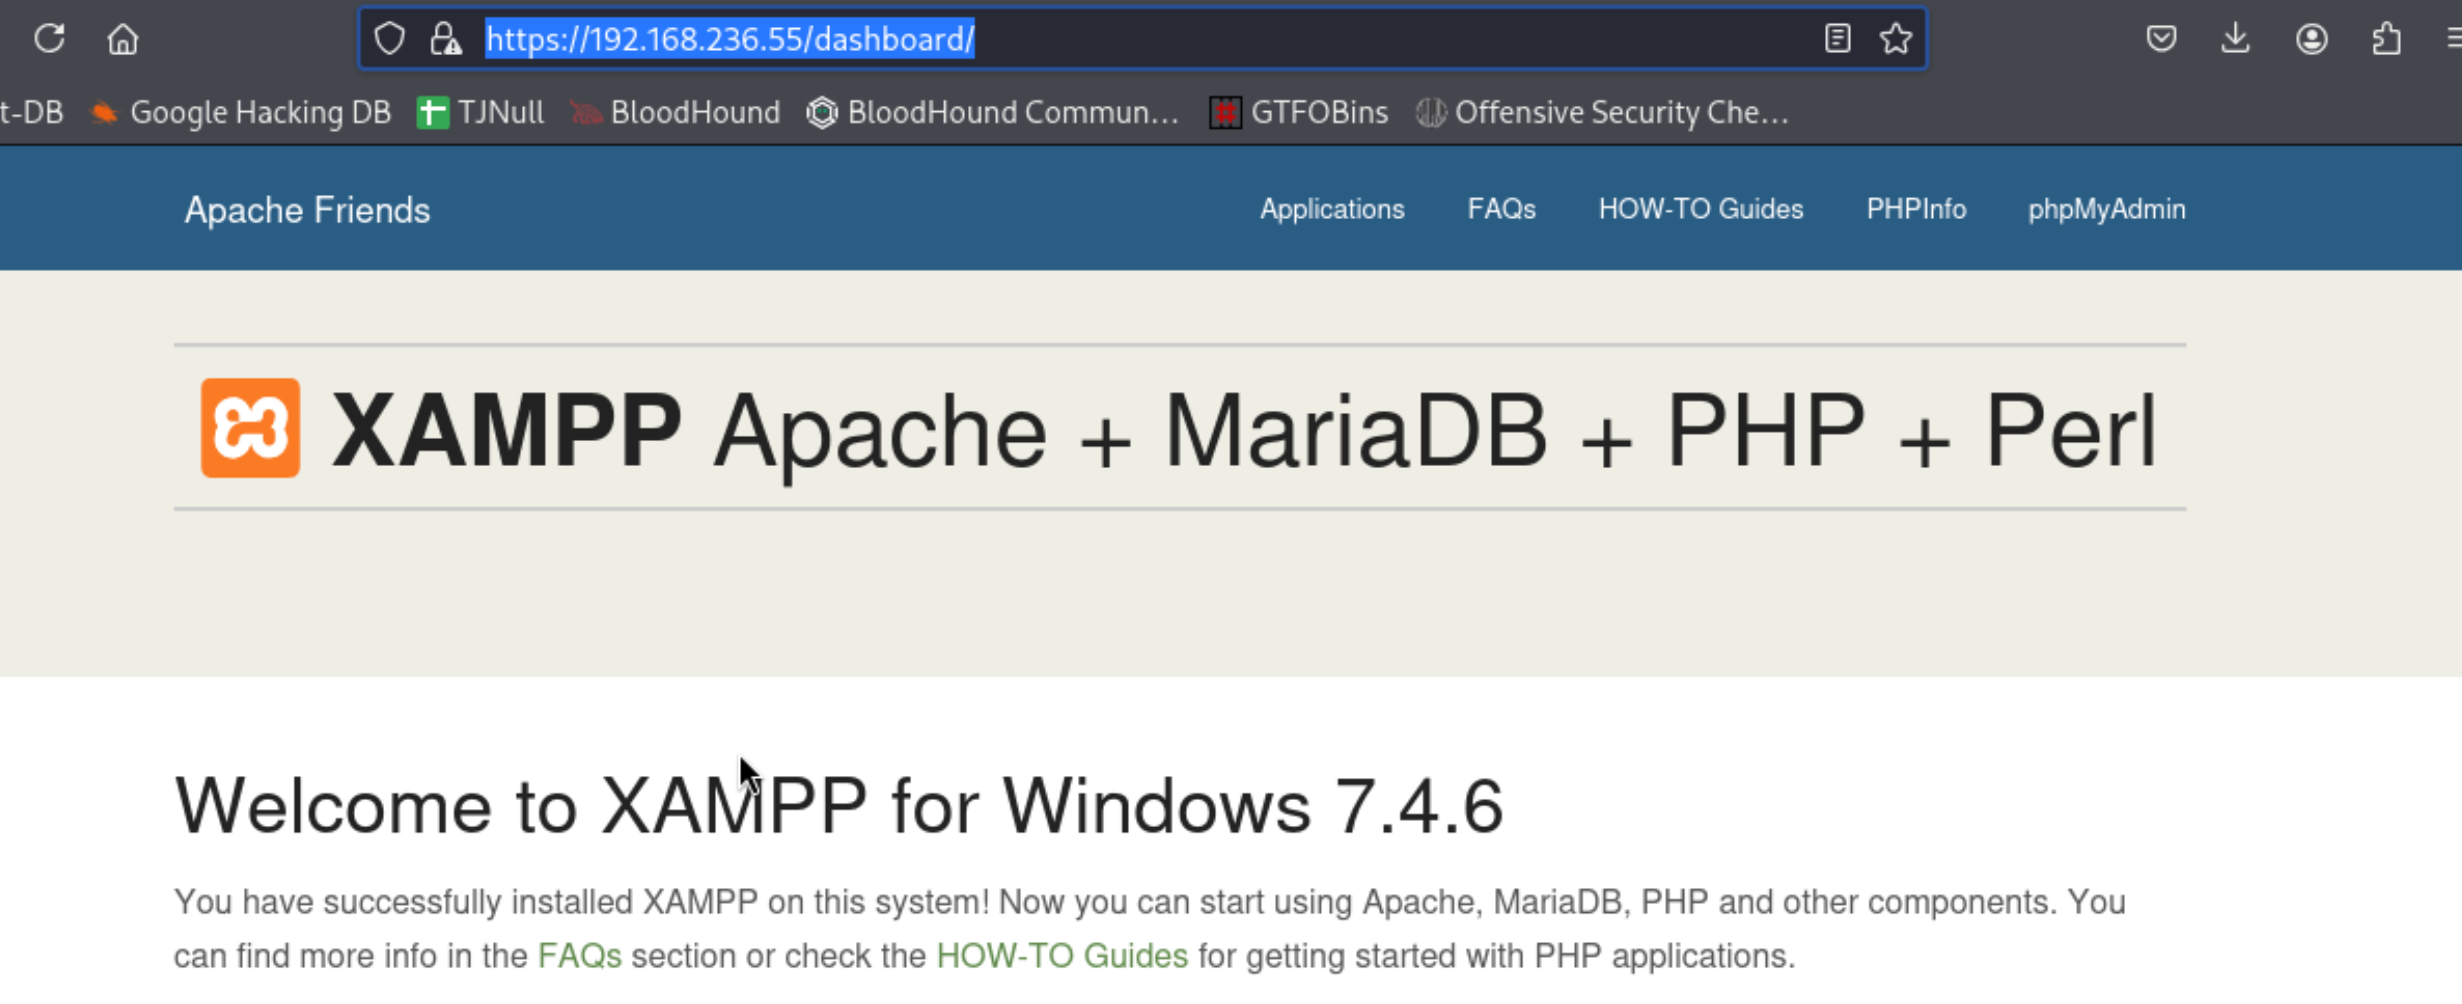 https://192.168.236.55/dashboard/
t-DB Google Hacking DB TJNull BloodHound BloodHound Commun... GTFOBins Offensive Security Che...
Apache Friends Applications FAQs HOW-TO Guides PHPInfo phpMyAdmin
XAMPP Apache + MariaDB + PHP + Perl
Welcome to XAMPP for Windows 7.4.6
You have successfully installed XAMPP on this system! Now you can start using Apache, MariaDB, PHP and other components. You
can find more info in the FAQs section or check the HOW-TO Guides for getting started with PHP applications.